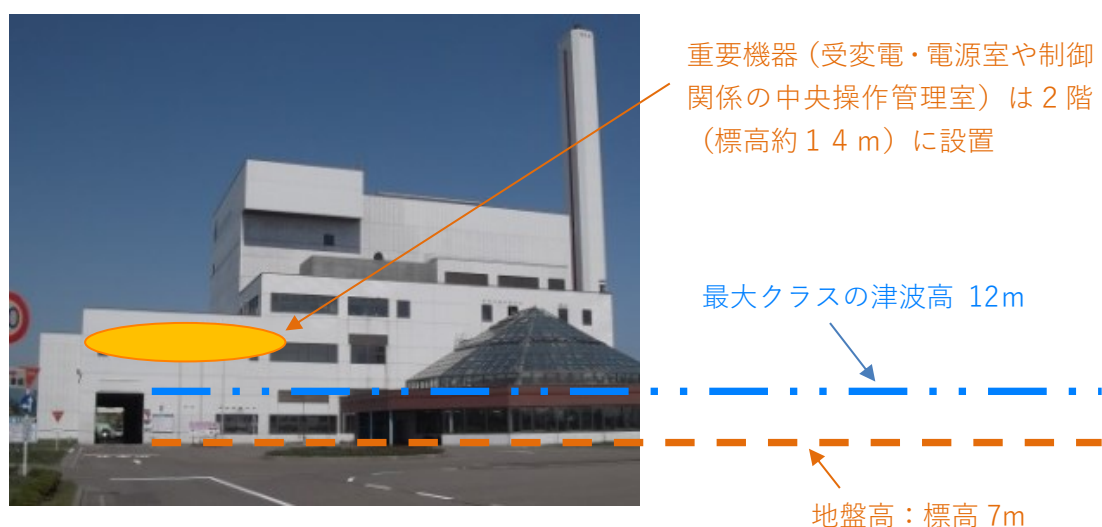 重要機器（受変電・電源室や制御
関係の中央操作管理室）は２階
（標高約１４ｍ）に設置
最大クラスの津波高 12m
地盤高：標高 7m